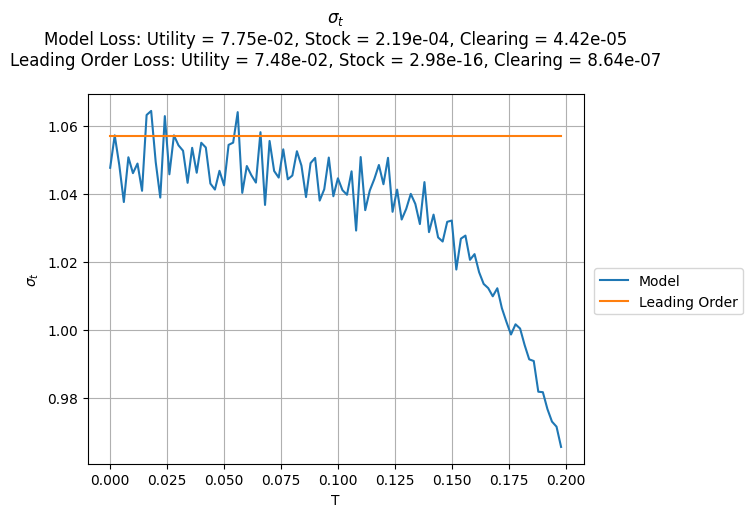 σt
Model Loss: Utility = 7.75e-02, Stock = 2.19e-04, Clearing = 4.42e-05
Leading Order Loss: Utility = 7.48e-02, Stock = 2.98e-16, Clearing = 8.64e-07
1.06
1.04
1.02
1.00
0.98
σt
0.000 0.025 0.050 0.075 0.100 0.125 0.150 0.175 0.200
T
Model
Leading Order